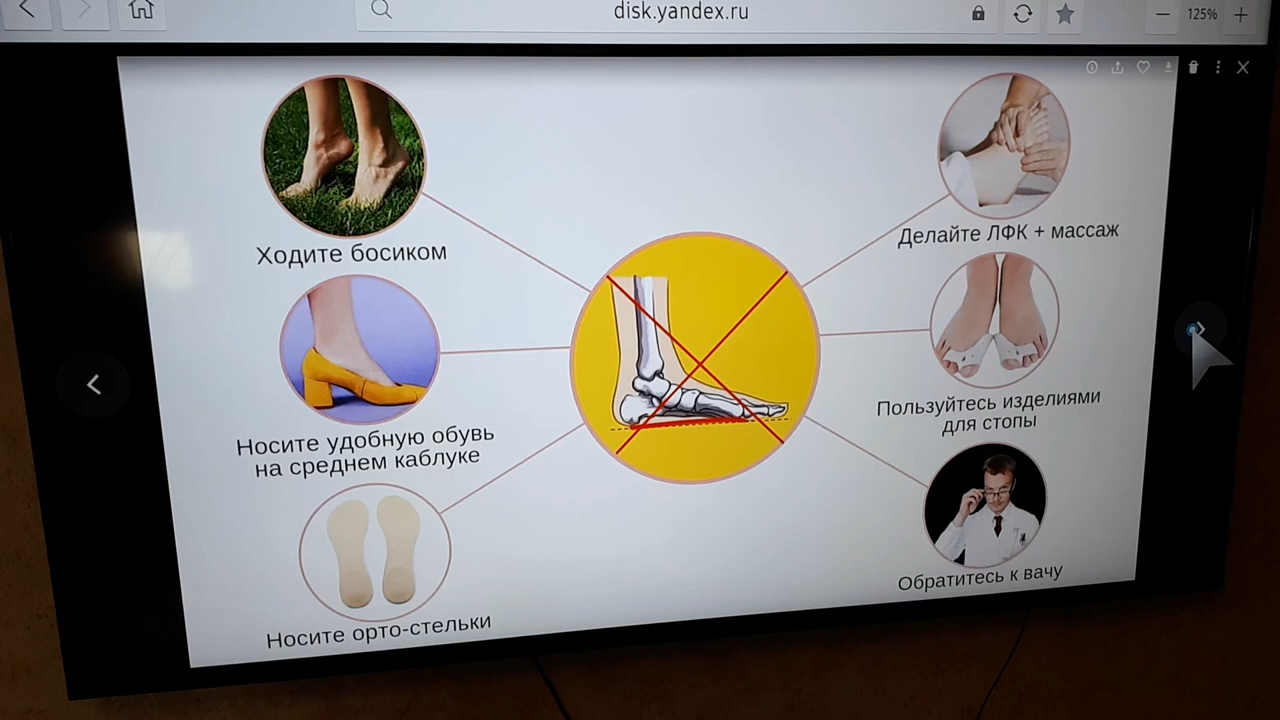 disk.yandex.ru
125%
Ходите босиком
Делайте ЛФК + массаж
Носите удобную обувь
на среднем каблуке
Пользуйтесь изделиями
для стопы
Носите орто-стельки
Обратитесь к вачу